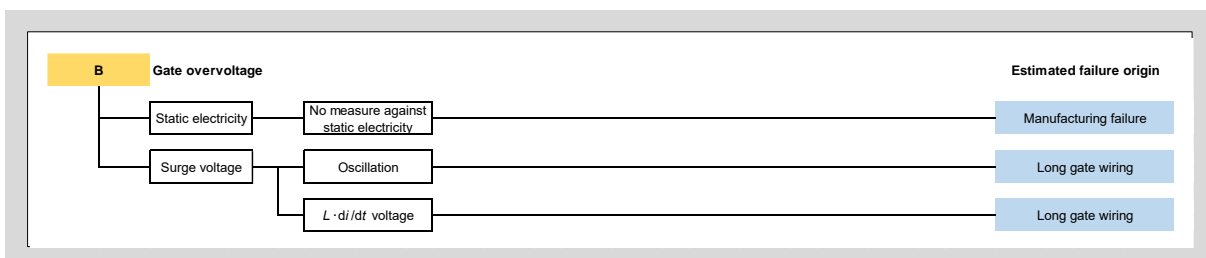 B Gate overvoltage Estimated failure origin
Static electricity No measure against
static electricity Manufacturing failure
Surge voltage Oscillation Long gate wiring
L·di/dt voltage Long gate wiring